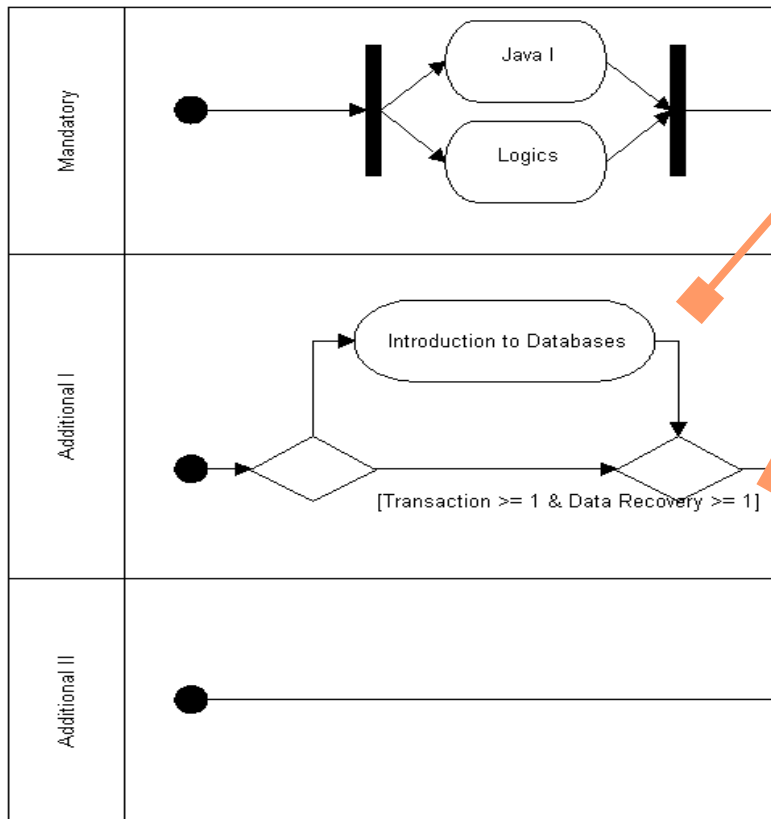 Mandatory
Java I
Logics
Additional I
Introduction to Databases
[Transaction >= 1 & Data Recovery >= 1]
Additional II